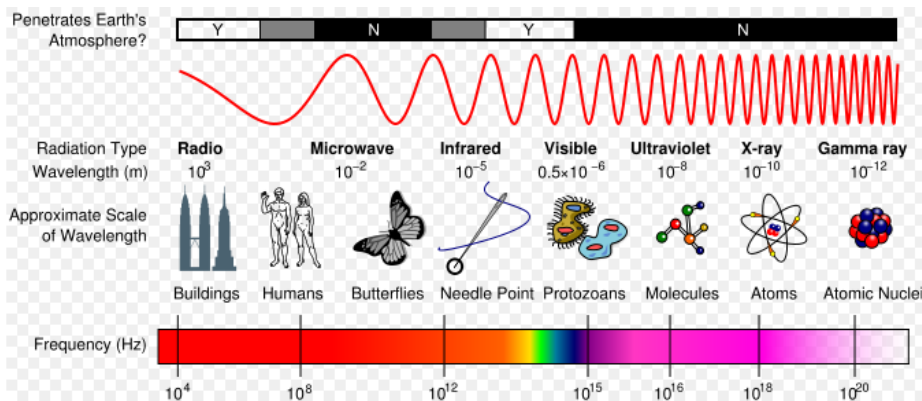 Penetrates Earth's
Atmosphere?
Y N Y N
Radiation Type Radio Microwave Infrared Visible Ultraviolet X-ray Gamma ray
Wavelength (m) 10³ 10⁻² 10⁻⁵ 0.5×10⁻⁶ 10⁻⁸ 10⁻¹⁰ 10⁻¹²
Approximate Scale
of Wavelength
Buildings Humans Butterflies Needle Point Protozoans Molecules Atoms Atomic Nuclei
Frequency (Hz)
10⁴ 10⁸ 10¹² 10¹⁵ 10¹⁶ 10¹⁸ 10²⁰